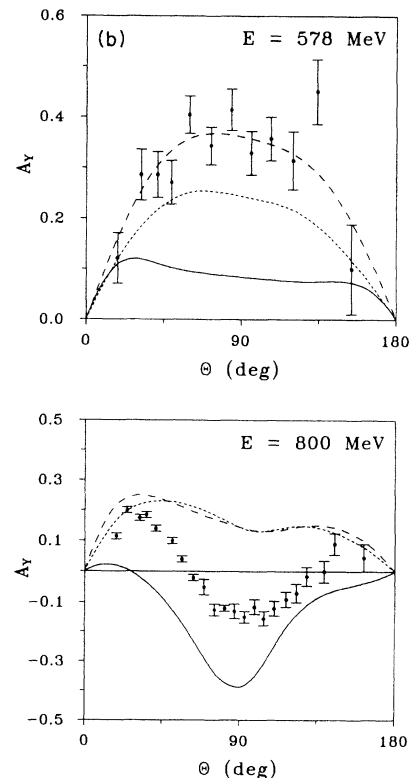 (b)
E = 578 MeV
0.6
0.4
0.2
0.0
A_Y
0
90
180
Θ (deg)
E = 800 MeV
0.5
0.3
0.1
-0.1
-0.3
-0.5
A_Y
0
90
180
Θ (deg)